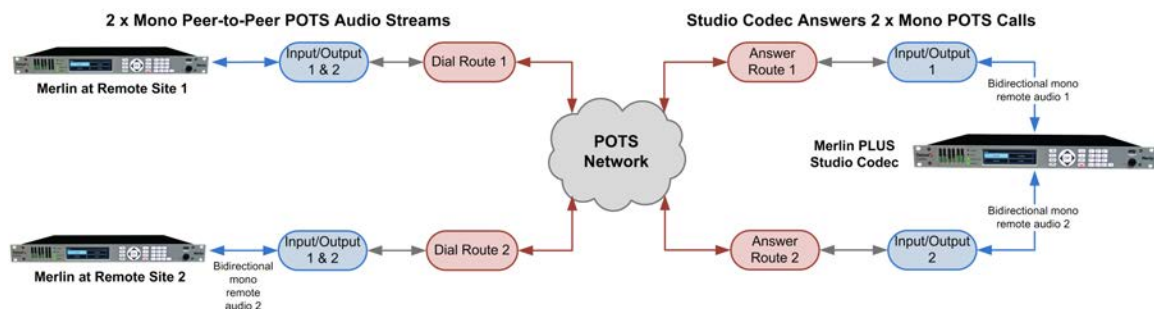 2 x Mono Peer-to-Peer POTS Audio Streams
Studio Codec Answers 2 x Mono POTS Calls
Input/Output
1 & 2
Dial Route 1
Merlin at Remote Site 1
Answer
Route 1
Input/Output
1
Bidirectional mono
remote audio 1
POTS
Network
Merlin PLUS
Studio Codec
Bidirectional mono
remote audio 2
Input/Output
1 & 2
Dial Route 2
Merlin at Remote Site 2
Bidirectional
mono
remote
audio 2
Answer
Route 2
Input/Output
2